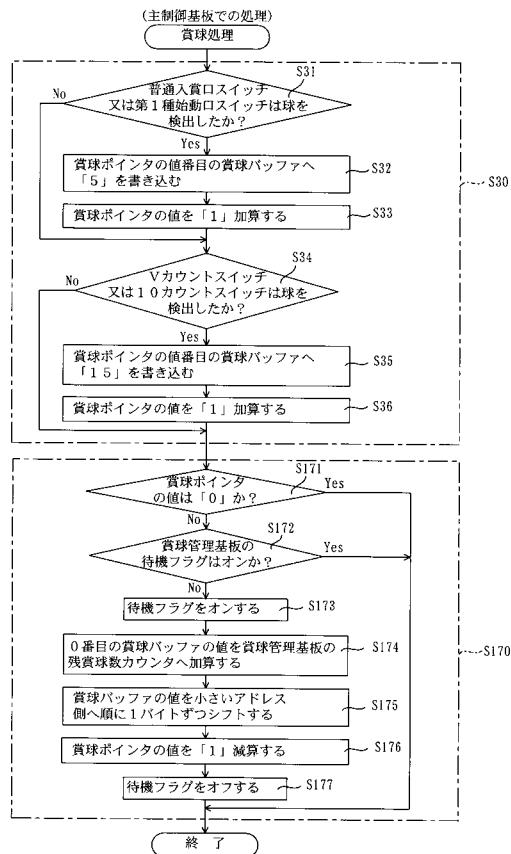 (主制御基板での処理)
賞球処理
S31
普通入賞口スイッチ
又は第1種始動口スイッチは球を
検出したか？
No
Yes
賞球ポインタの値番目の賞球バッファへ
「5」を書き込む
S32
賞球ポインタの値を「1」加算する
S33
S30
S34
Vカウントスイッチ
又は10カウントスイッチは球を
検出したか？
No
Yes
賞球ポインタの値番目の賞球バッファへ
「15」を書き込む
S35
賞球ポインタの値を「1」加算する
S36
S171
賞球ポインタ
の値は「0」か？
Yes
No
S172
賞球管理基板の
待機フラグはオンか？
Yes
No
待機フラグをオンする
S173
0番目の賞球バッファの値を賞球管理基板の
残賞球数カウンタへ加算する
S174
S170
賞球バッファの値を小さいアドレス
側へ順に1バイトずつシフトする
S175
賞球ポインタの値を「1」減算する
S176
待機フラグをオフする
S177
終 了